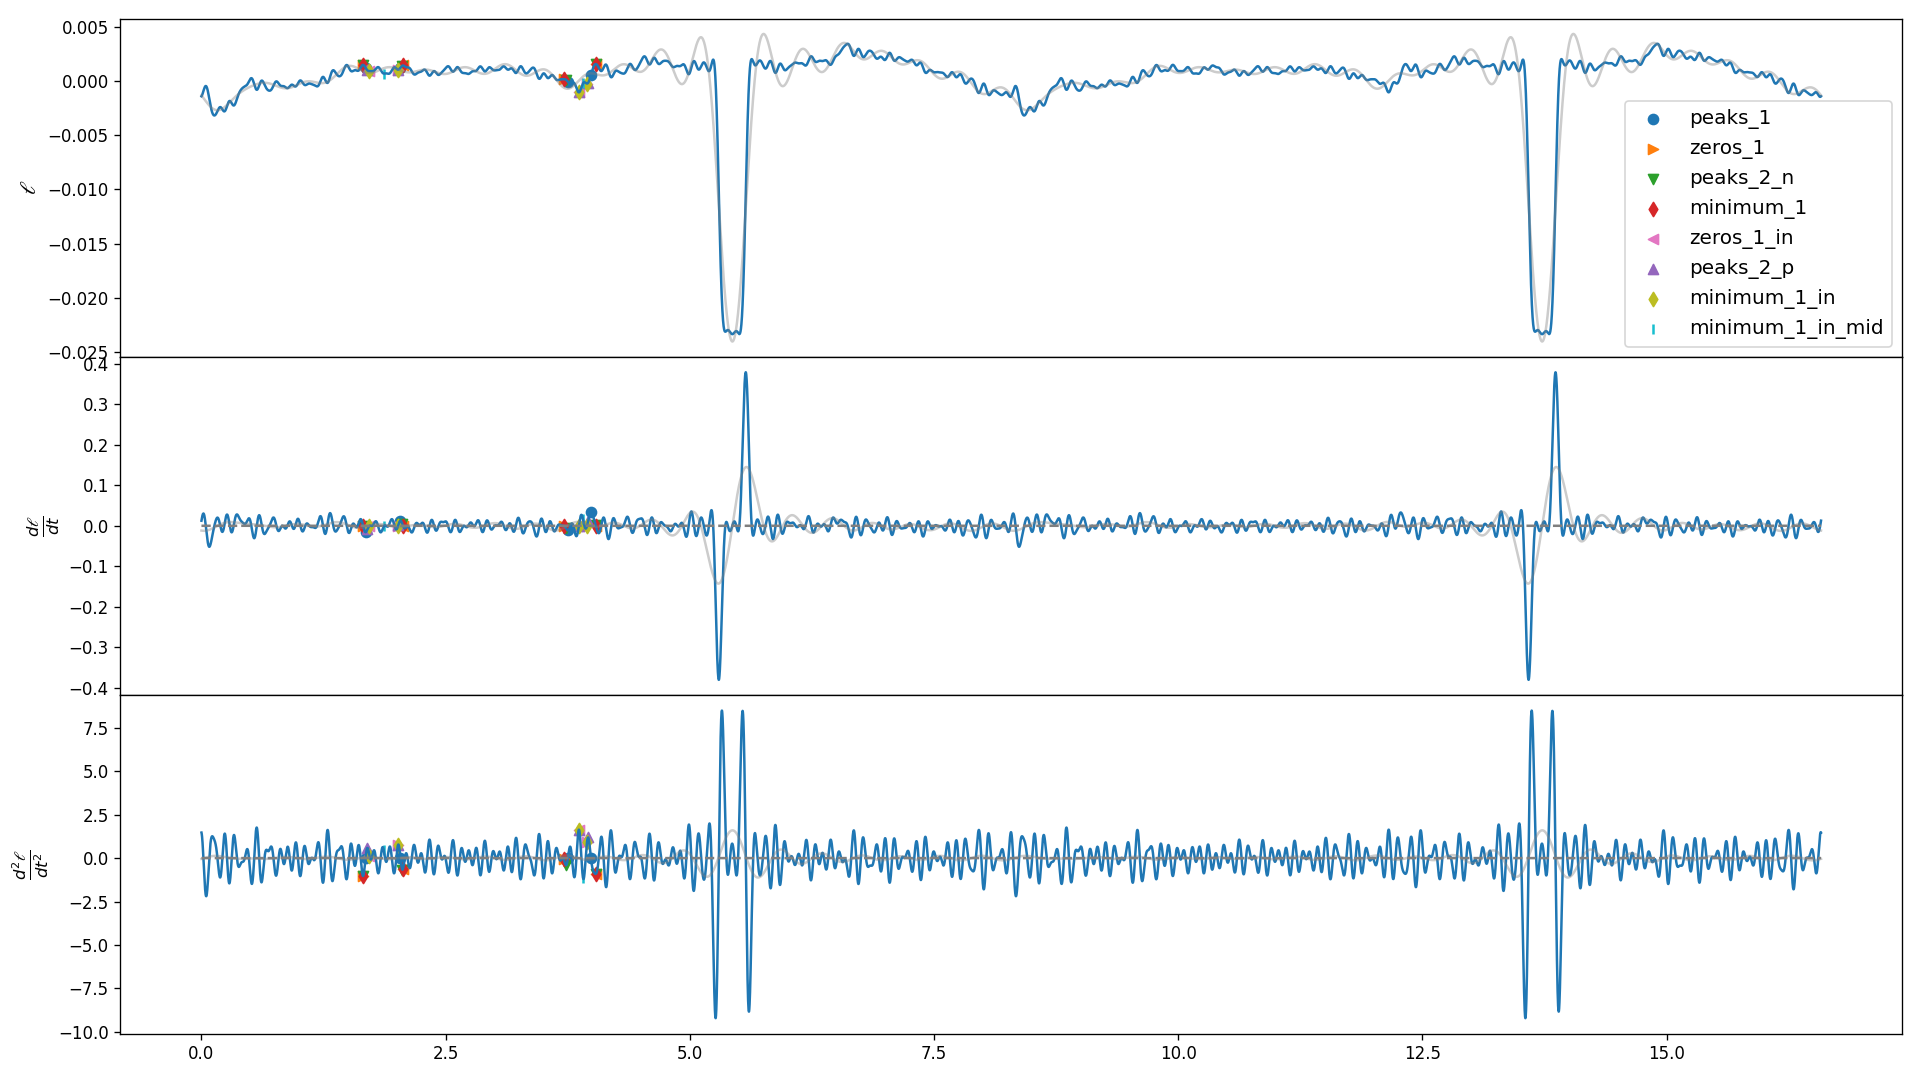 0.005
0.000
−0.005
−0.010
−0.015
−0.020
−0.025
ℓ
peaks_1
zeros_1
peaks_2_n
minimum_1
zeros_1_in
peaks_2_p
minimum_1_in
minimum_1_in_mid
0.4
0.3
0.2
0.1
0.0
−0.1
−0.2
−0.3
−0.4
dℓ
dt
7.5
5.0
2.5
0.0
−2.5
−5.0
−7.5
−10.0
d²ℓ
dt²
0.0 2.5 5.0 7.5 10.0 12.5 15.0